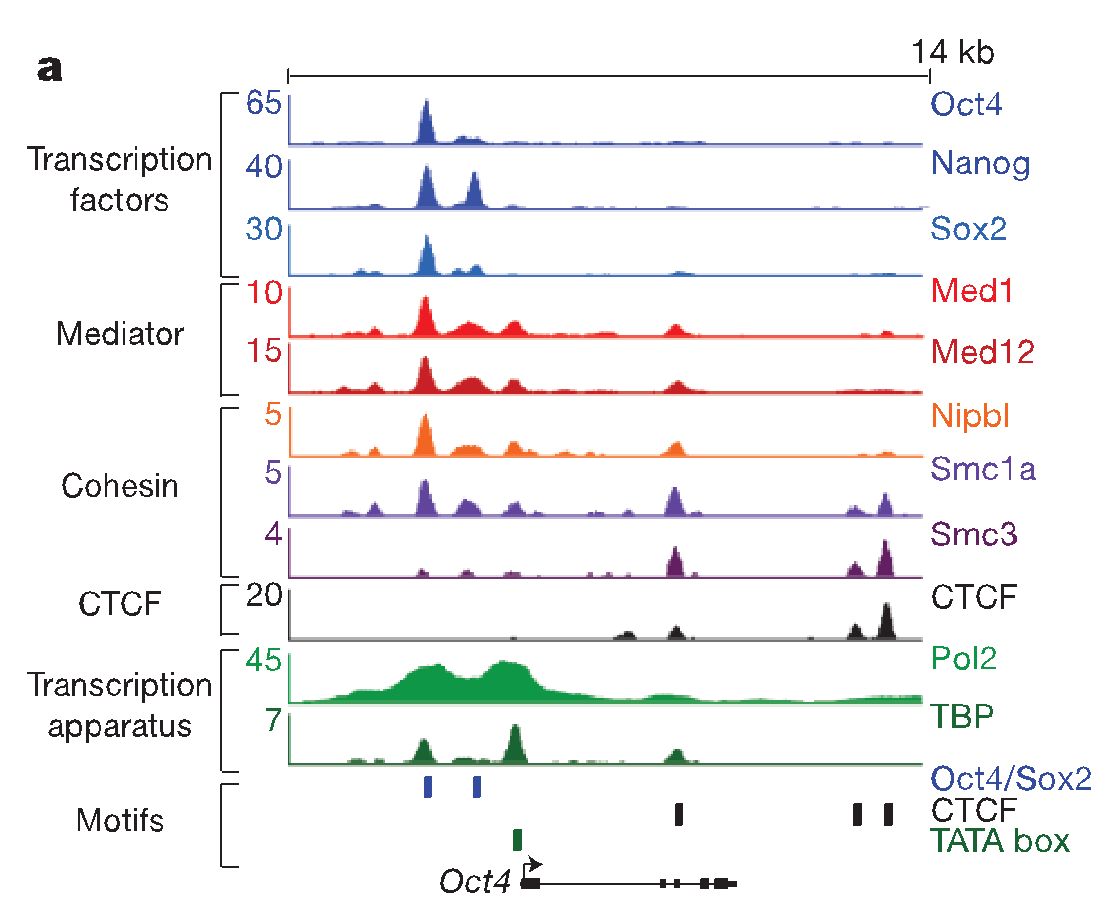 a
14 kb
Transcription
factors
65
Oct4
40
Nanog
30
Sox2
Mediator
10
Med1
15
Med12
Cohesin
5
Nipbl
5
Smc1a
4
Smc3
CTCF
20
CTCF
Transcription
apparatus
45
Pol2
7
TBP
Motifs
Oct4/Sox2
CTCF
TATA box
Oct4